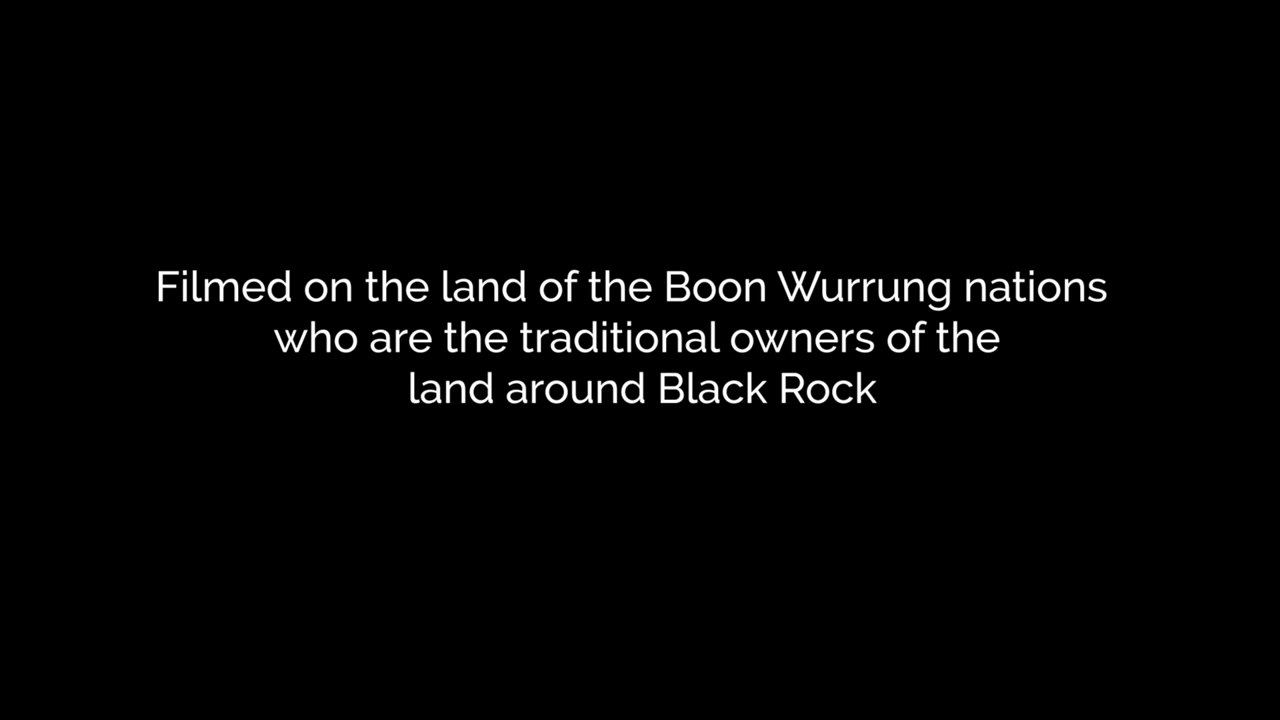 Filmed on the land of the Boon Wurrung nations
who are the traditional owners of the
land around Black Rock